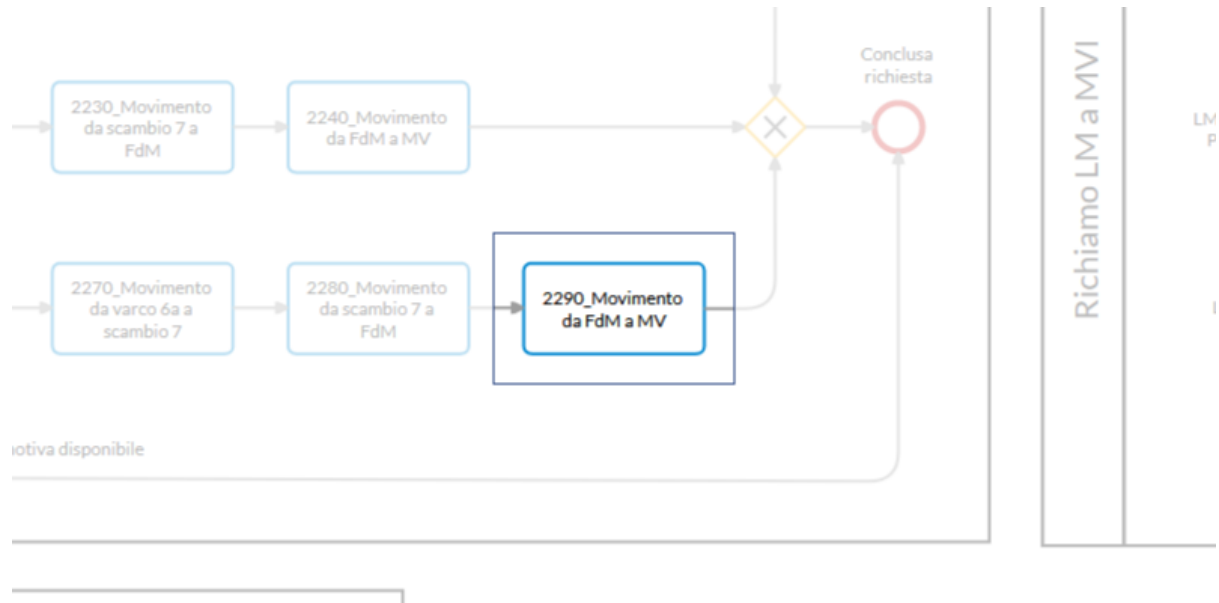 Conclusa
richiesta
2230_Movimento
da scambio 7 a
FdM
2240_Movimento
da FdM a MV
2270_Movimento
da varco 6a a
scambio 7
2280_Movimento
da scambio 7 a
FdM
2290_Movimento
da FdM a MV
disponibile
Richiamo LM a MVI
LM